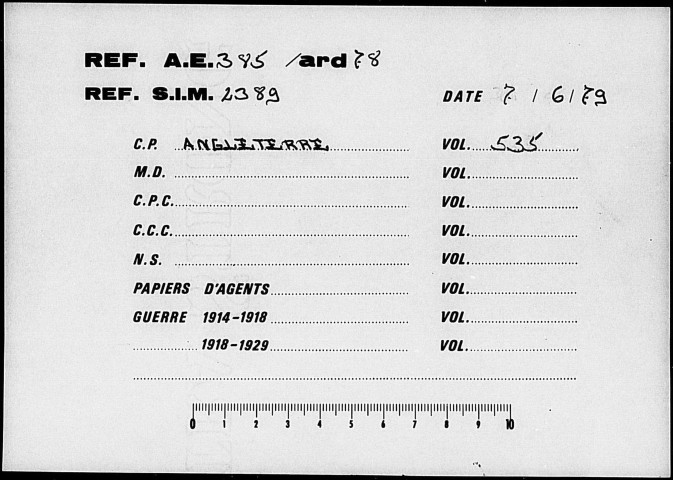 REF. A.E. 385 /ard 78
REF. S.I.M. 2389 DATE 7 / 6 / 79
C.P. ANGLETERRE VOL. 535
M.D. VOL.
C.P.C. VOL.
C.C.C. VOL.
N.S. VOL.
PAPIERS D'AGENTS VOL.
GUERRE 1914-1918 VOL.
1918-1929 VOL.
0 1 2 3 4 5 6 7 8 9 10